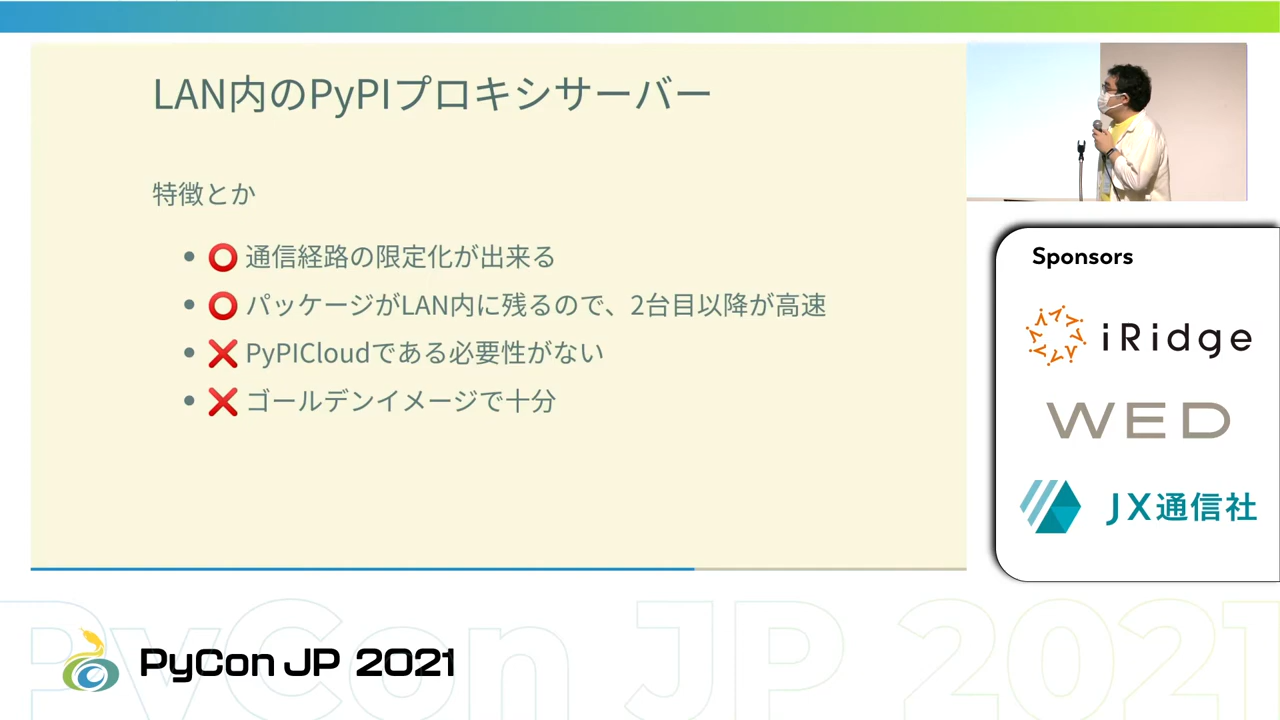 LAN内のPyPIプロキシサーバー
特徴とか
⭕ 通信経路の限定化が出来る
⭕ パッケージがLAN内に残るので、2台目以降が高速
❌ PyPICloudである必要性がない
❌ ゴールデンイメージで十分
Sponsors
iRidge
WED
JX通信社
PyCon JP 2021
PyCon JP 2021